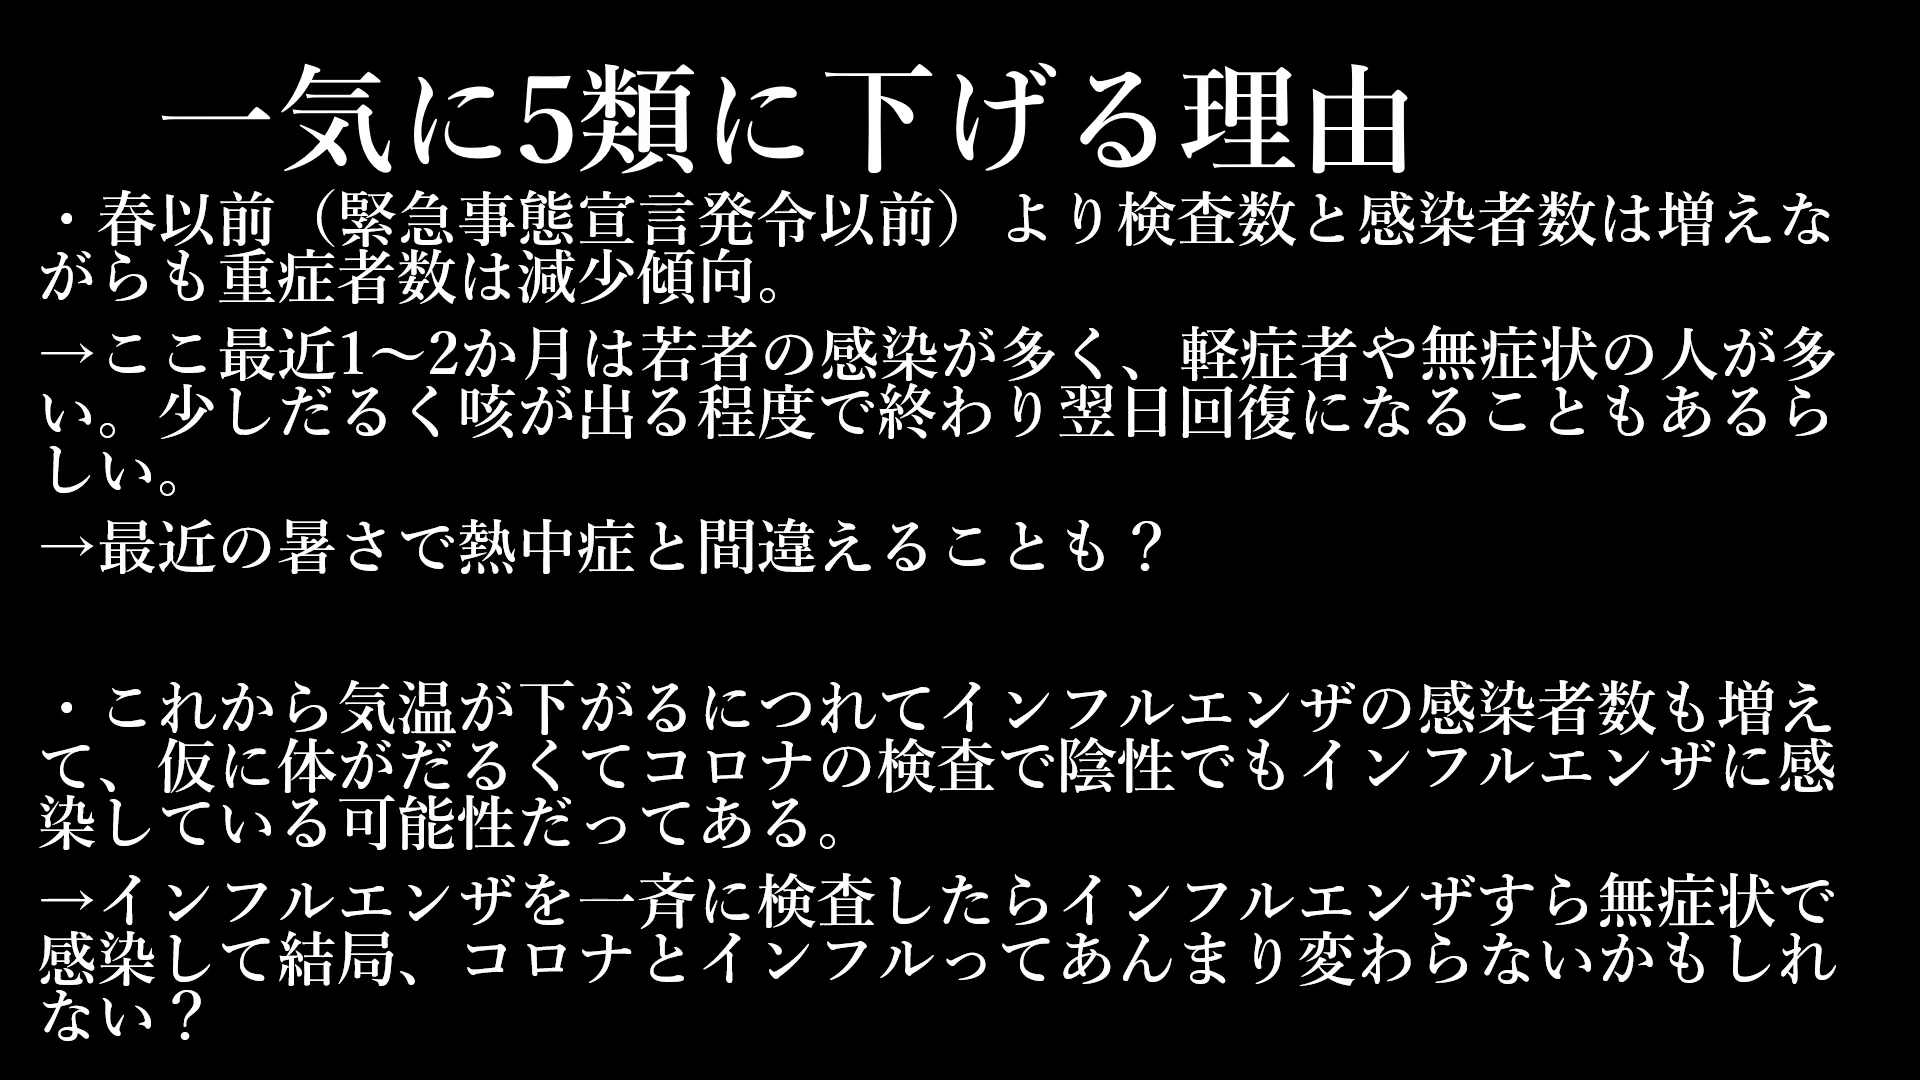 一気に5類に下げる理由
・春以前（緊急事態宣言発令以前）より検査数と感染者数は増えな
がらも重症者数は減少傾向。
→ここ最近1～2か月は若者の感染が多く、軽症者や無症状の人が多
い。少しだるく咳が出る程度で終わり翌日回復になることもあるら
しい。
→最近の暑さで熱中症と間違えることも？
・これから気温が下がるにつれてインフルエンザの感染者数も増え
て、仮に体がだるくてコロナの検査で陰性でもインフルエンザに感
染している可能性だってある。
→インフルエンザを一斉に検査したらインフルエンザすら無症状で
感染して結局、コロナとインフルってあんまり変わらないかもしれ
ない？